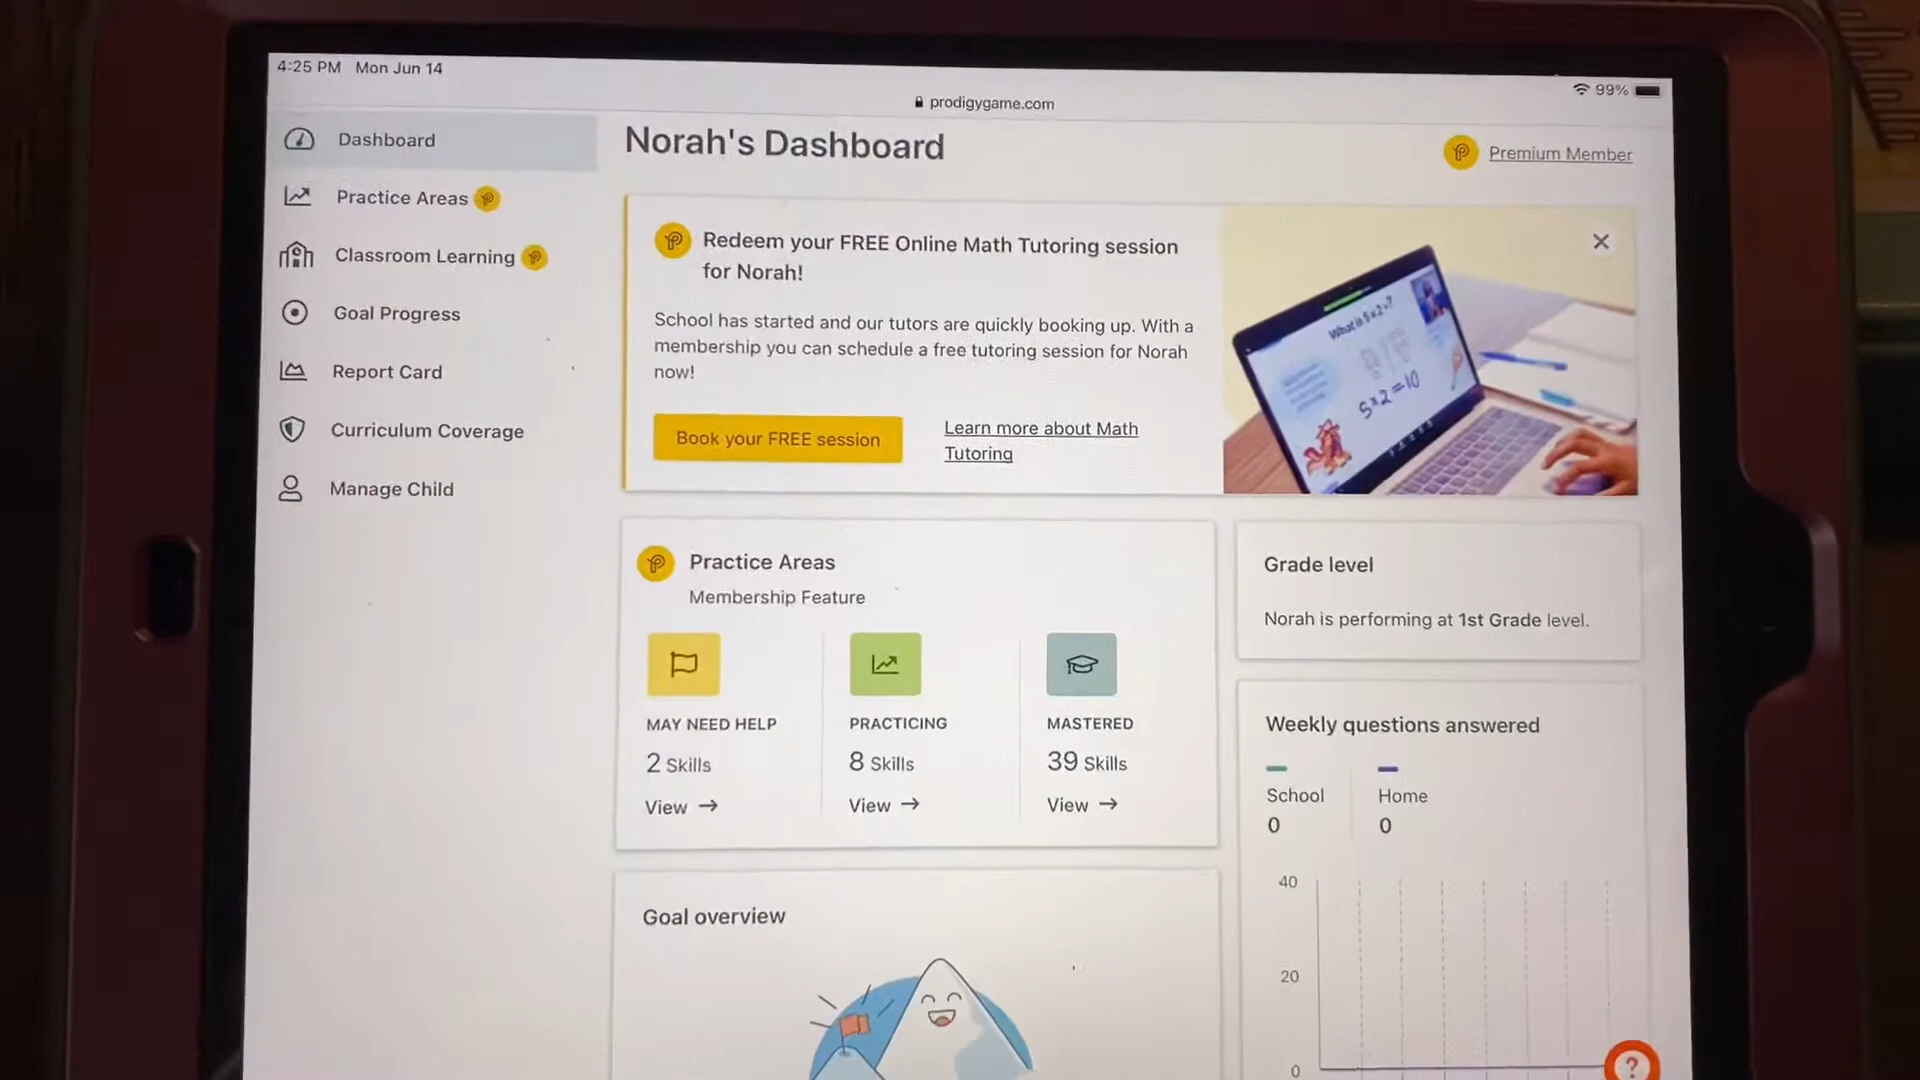 4:25 PM Mon Jun 14
99%
prodigygame.com
Dashboard
Practice Areas
Classroom Learning
Goal Progress
Report Card
Curriculum Coverage
Manage Child
Norah's Dashboard
Premium Member
Redeem your FREE Online Math Tutoring session
for Norah!
School has started and our tutors are quickly booking up. With a
membership you can schedule a free tutoring session for Norah
now!
Book your FREE session
Learn more about Math
Tutoring
What is 5x2=?
5x2=10
Practice Areas
Membership Feature
MAY NEED HELP
2 Skills
View →
PRACTICING
8 Skills
View →
MASTERED
39 Skills
View →
Grade level
Norah is performing at 1st Grade level.
Weekly questions answered
School
0
Home
0
40
20
0
Goal overview
?